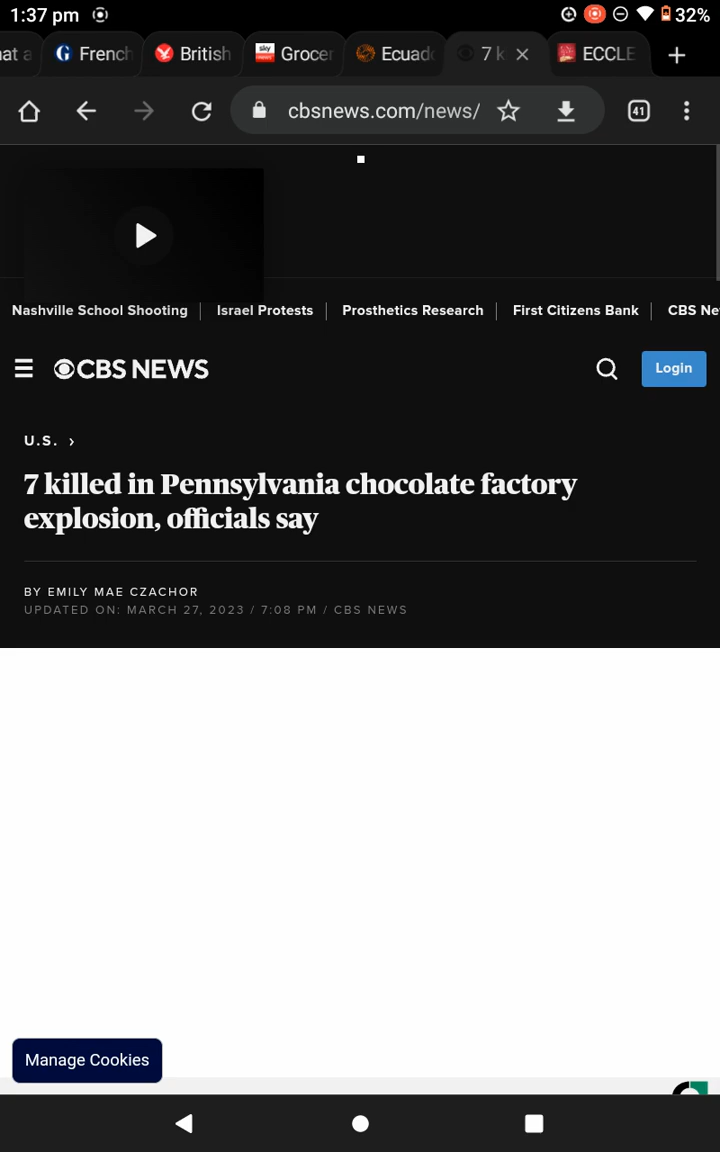 1:37 pm
32%
French
British
Grocer
Ecuad
7 k
ECCLE
cbsnews.com/news/
41
Nashville School Shooting
Israel Protests
Prosthetics Research
First Citizens Bank
CBS Ne
CBS NEWS
Login
U.S.
7 killed in Pennsylvania chocolate factory
explosion, officials say
BY EMILY MAE CZACHOR
UPDATED ON: MARCH 27, 2023 / 7:08 PM / CBS NEWS
Manage Cookies